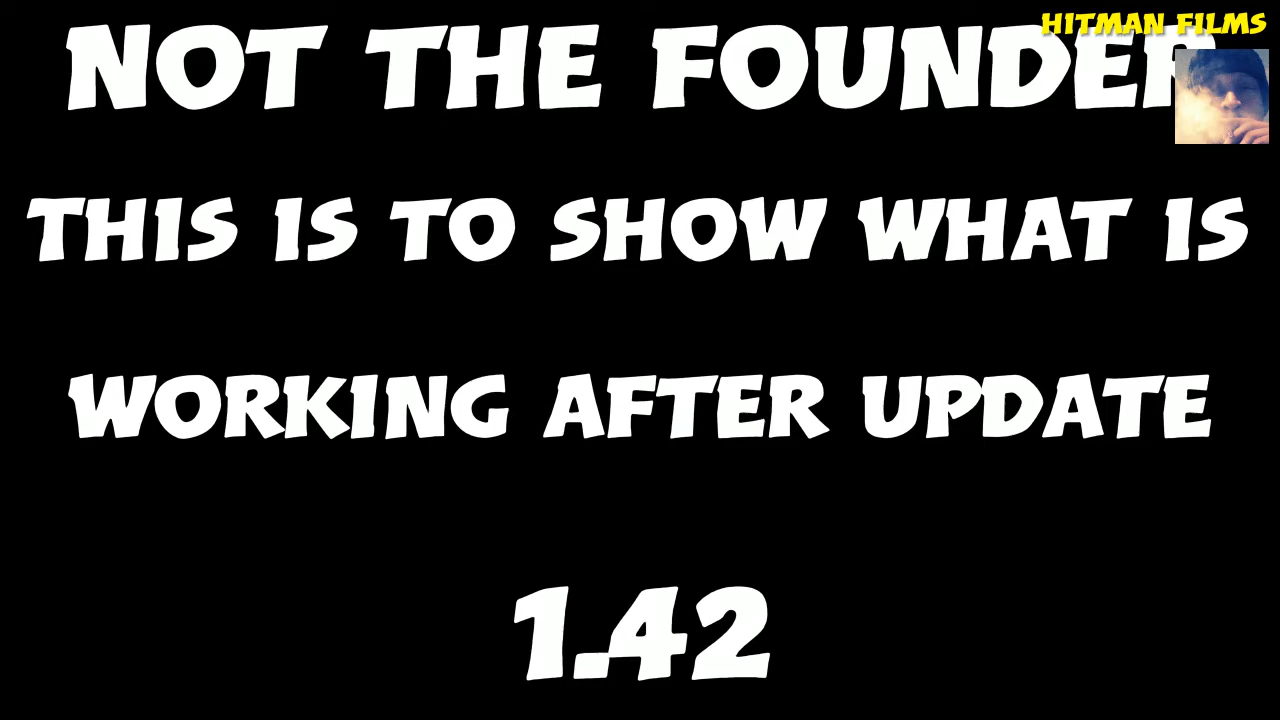 HITMAN FILMS
NOT THE FOUNDER
THIS IS TO SHOW WHAT IS
WORKING AFTER UPDATE
1.42